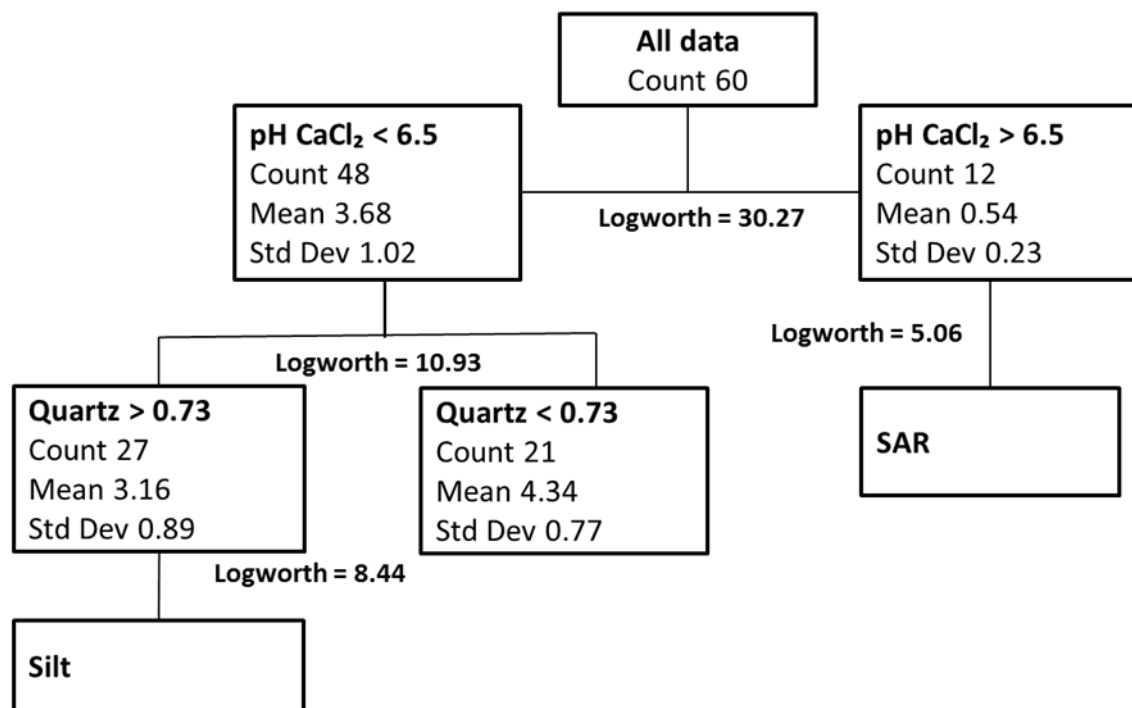 All data
Count 60
pH CaCl₂ < 6.5
Count 48
Mean 3.68
Std Dev 1.02
Logworth = 30.27
pH CaCl₂ > 6.5
Count 12
Mean 0.54
Std Dev 0.23
Logworth = 10.93
Logworth = 5.06
Quartz > 0.73
Count 27
Mean 3.16
Std Dev 0.89
Quartz < 0.73
Count 21
Mean 4.34
Std Dev 0.77
SAR
Logworth = 8.44
Silt